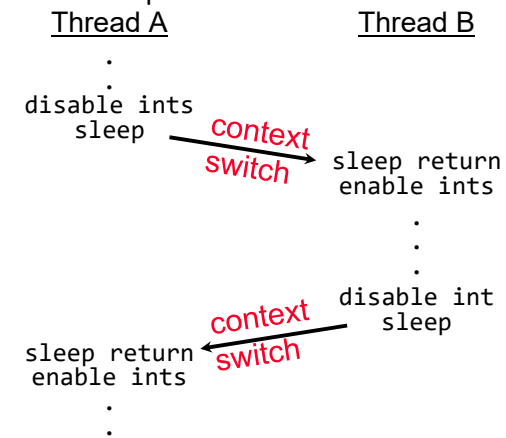 Thread A
Thread B
.
.
disable ints
sleep
context
switch
sleep return
enable ints
.
.
.
disable int
sleep
context
switch
sleep return
enable ints
.
.